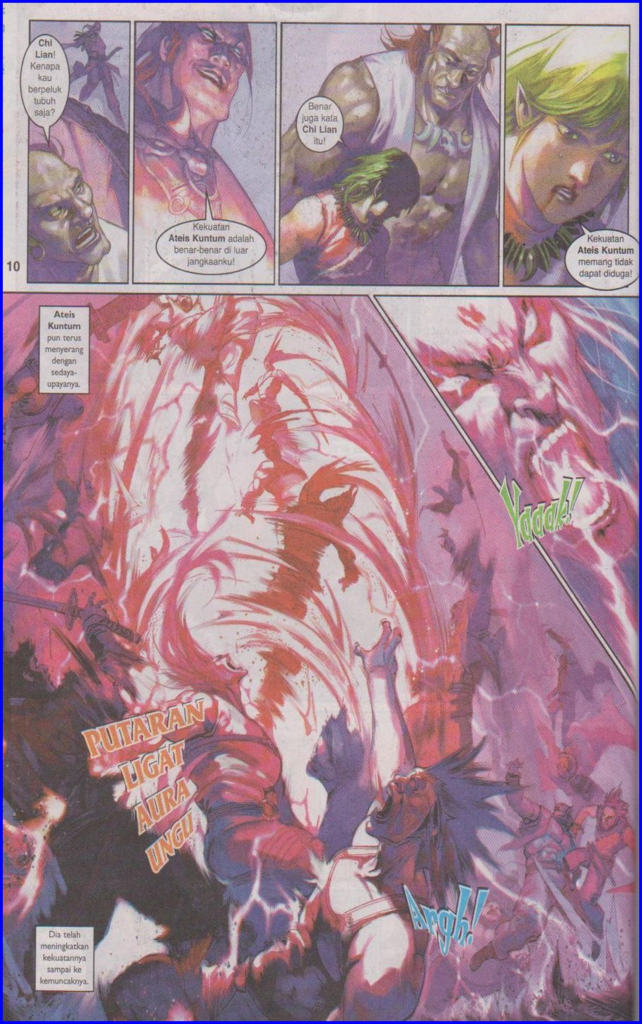 Chi
Lian!
Kenapa
kau
berpeluk
tubuh
saja?
Kekuatan
Ateis Kuntum adalah
benar-benar di luar
jangkaanku!
Benar
juga kata
Chi Lian
itu!
Kekuatan
Ateis Kuntum
memang tidak
dapat diduga!
10
Ateis
Kuntum
pun terus
menyerang
dengan
sedaya-
upayanya.
Yaaak!
PUTARAN
LIGAT
AURA
UNGU
Argh!
Dia telah
meningkatkan
kekuatannya
sampai ke
kemuncaknya.